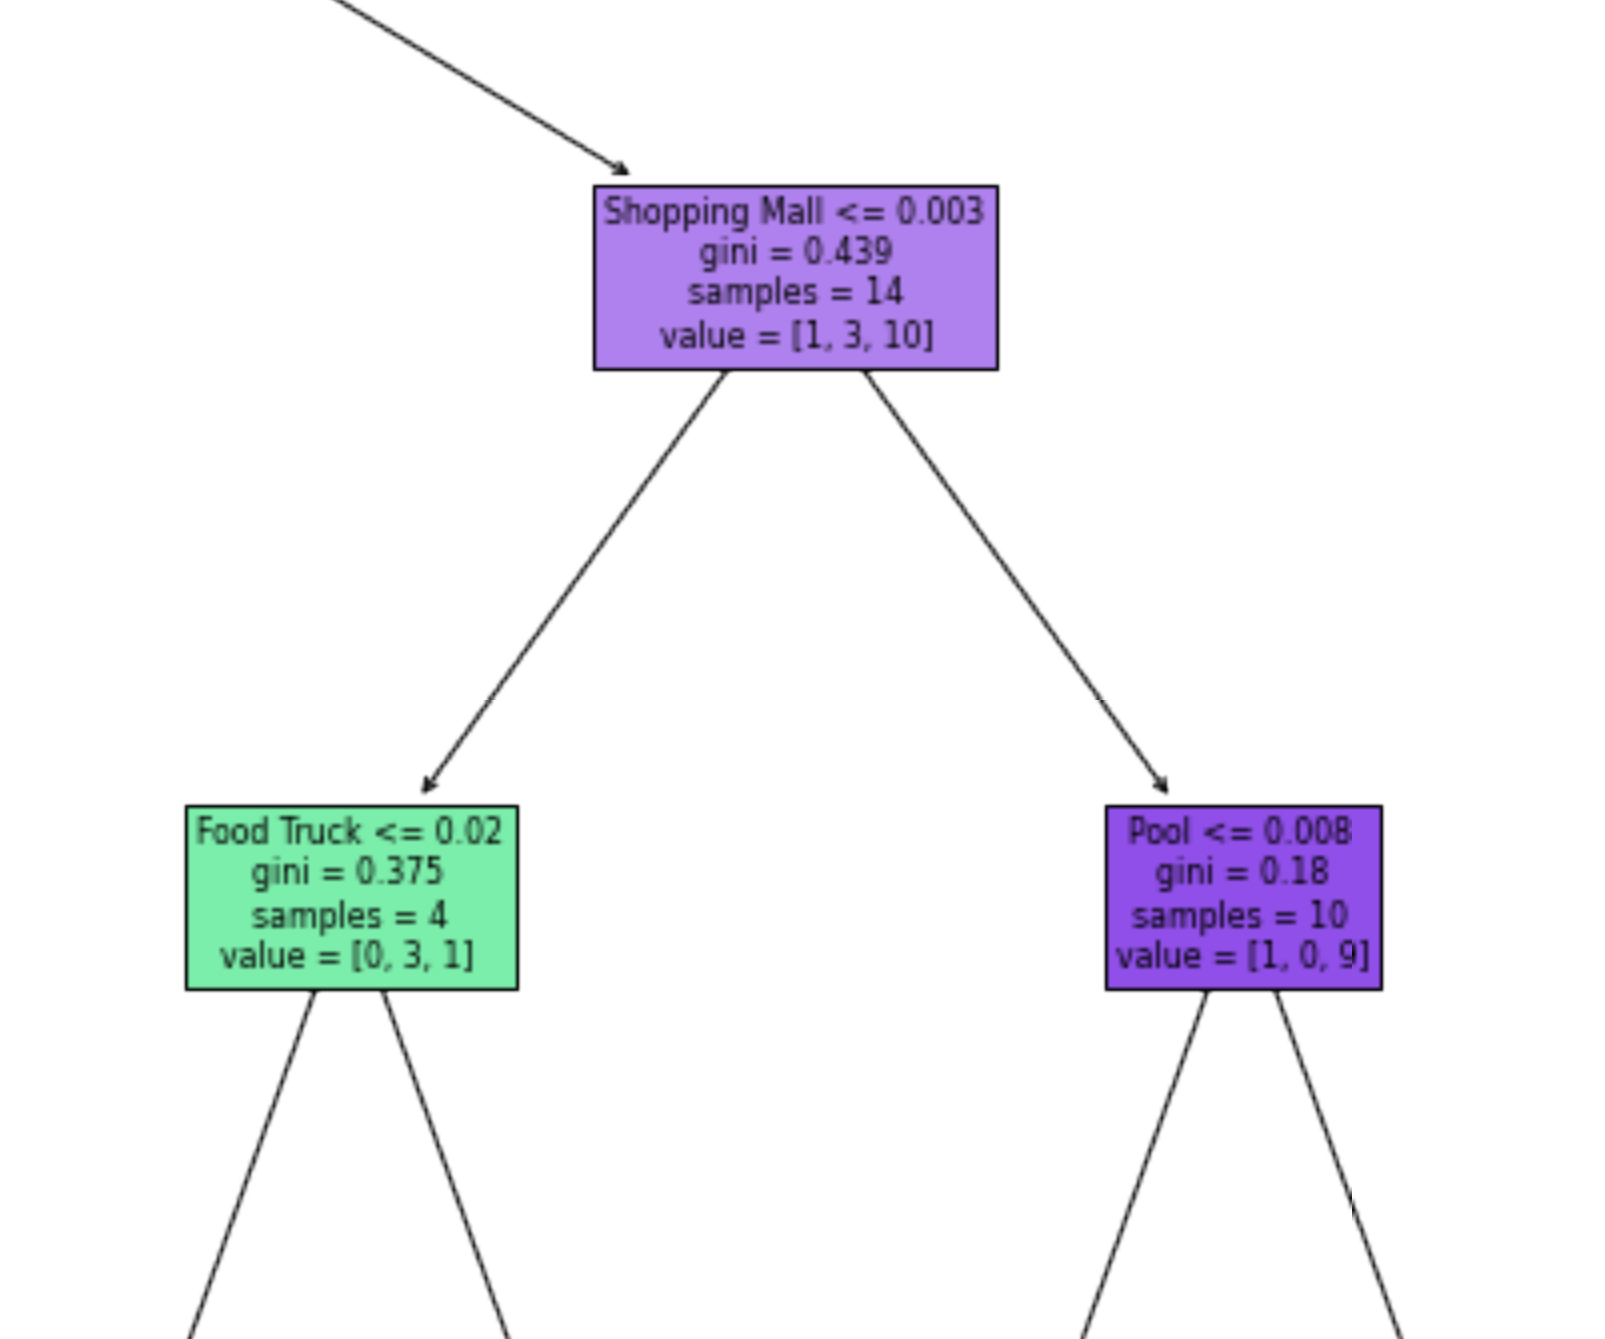 Shopping Mall <= 0.003
gini = 0.439
samples = 14
value = [1, 3, 10]
Food Truck <= 0.02
gini = 0.375
samples = 4
value = [0, 3, 1]
Pool <= 0.008
gini = 0.18
samples = 10
value = [1, 0, 9]